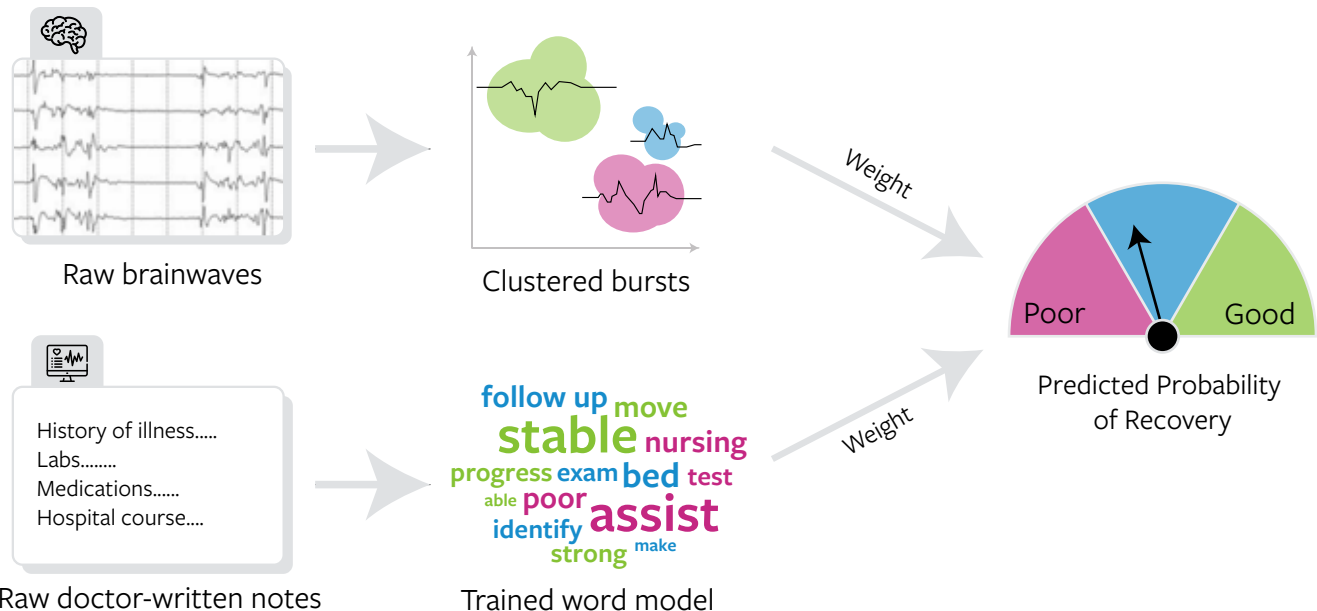 Raw brainwaves
Clustered bursts
Weight
Poor
Good
Predicted Probability
of Recovery
History of illness.....
Labs........
Medications......
Hospital course....
Raw doctor-written notes
follow up
move
stable
nursing
progress
exam
bed
test
able
poor
assist
identify
strong
make
Trained word model
Weight